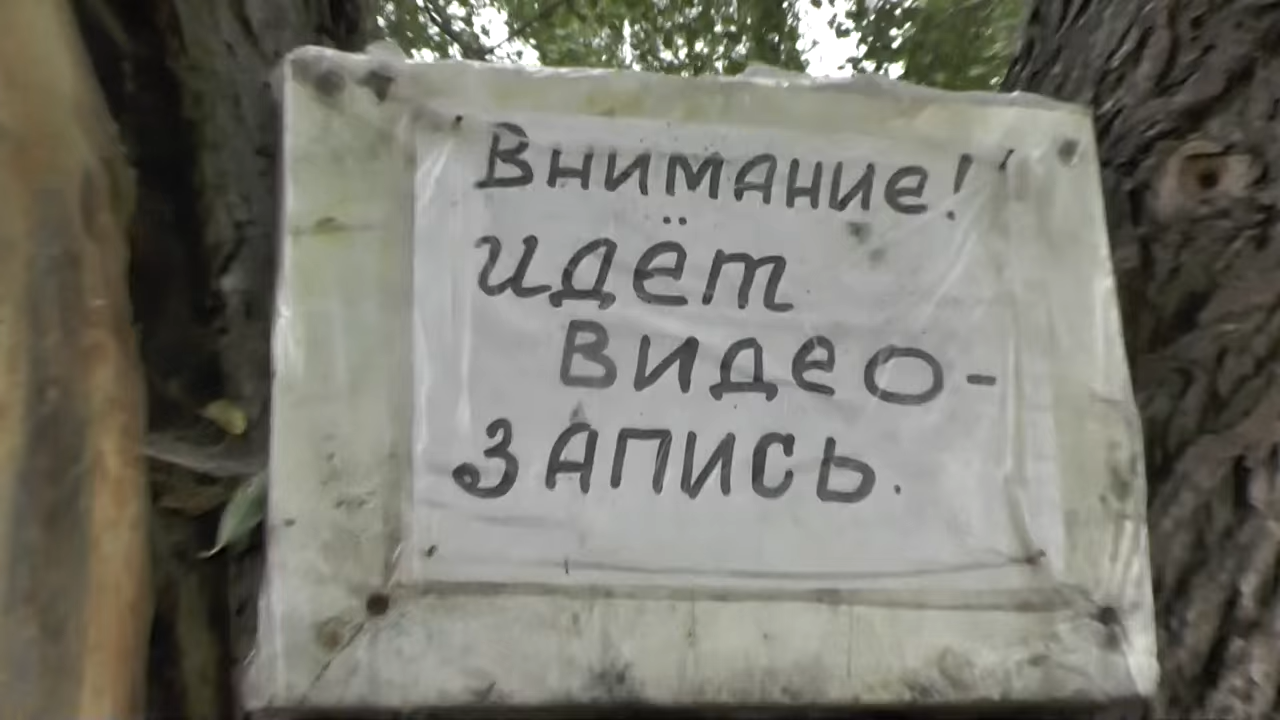 Внимание!
идёт
видео-
запись.